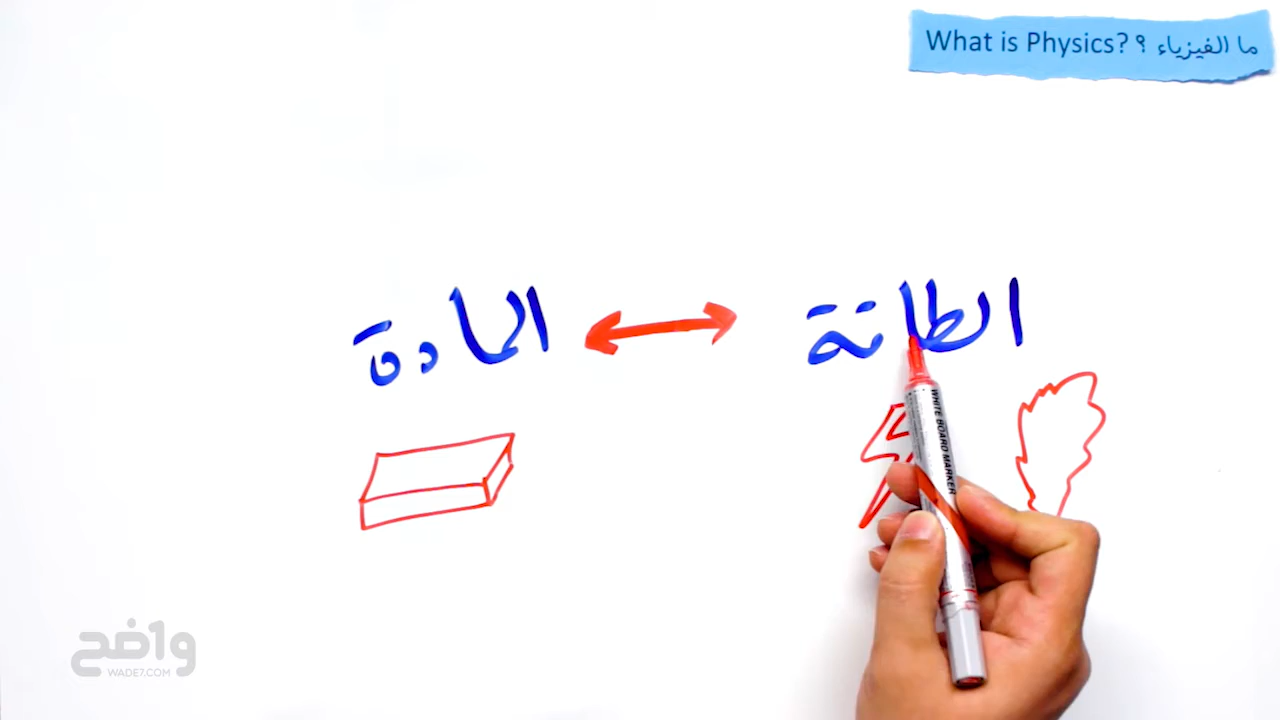 What is Physics? ما الفيزياء ؟
الطاقة
المادة
WHITE BOARD MARKER
واضح
WADE7.COM